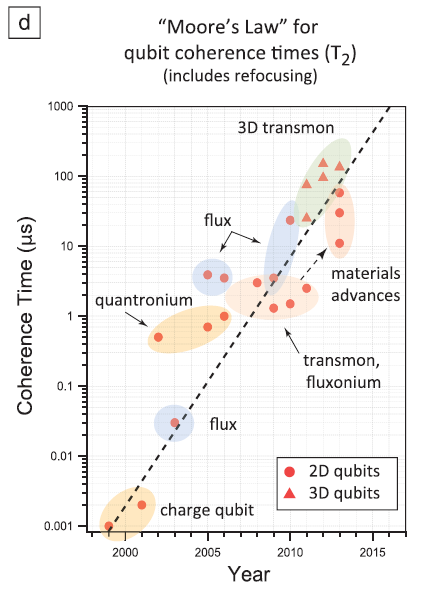 d
“Moore’s Law” for
qubit coherence times (T2)
(includes refocusing)
1000
100
10
1
0.1
0.01
0.001
Coherence Time (μs)
3D transmon
flux
materials
advances
quantronium
transmon,
fluxonium
flux
charge qubit
2D qubits
3D qubits
2000
2005
2010
2015
Year